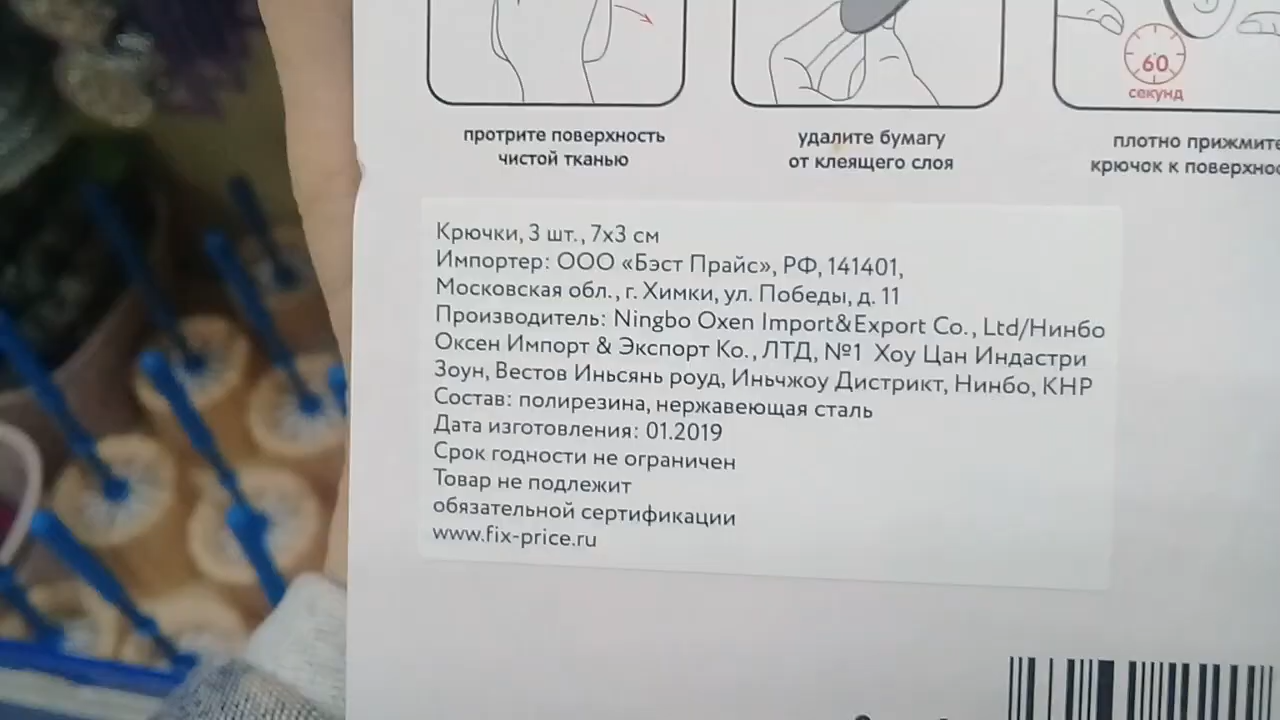 60
секунд
протрите поверхность
чистой тканью
удалите бумагу
от клеящего слоя
плотно прижмите
крючок к
Крючки, 3 шт., 7х3 см
Импортер: ООО «Бэст Прайс», РФ, 141401,
Московская обл., г. Химки, ул. Победы, д. 11
Производитель: Ningbo Oxen Import&Export Co., Ltd/Нинбо
Оксен Импорт & Экспорт Ко., ЛТД, №1 Хоу Цан Индастри
Зоун, Вестов Иньсянь роуд, Иньчжоу Дистрикт, Нинбо, КНР
Состав: полирезина, нержавеющая сталь
Дата изготовления: 01.2019
Срок годности не ограничен
Товар не подлежит
обязательной сертификации
www.fix-price.ru